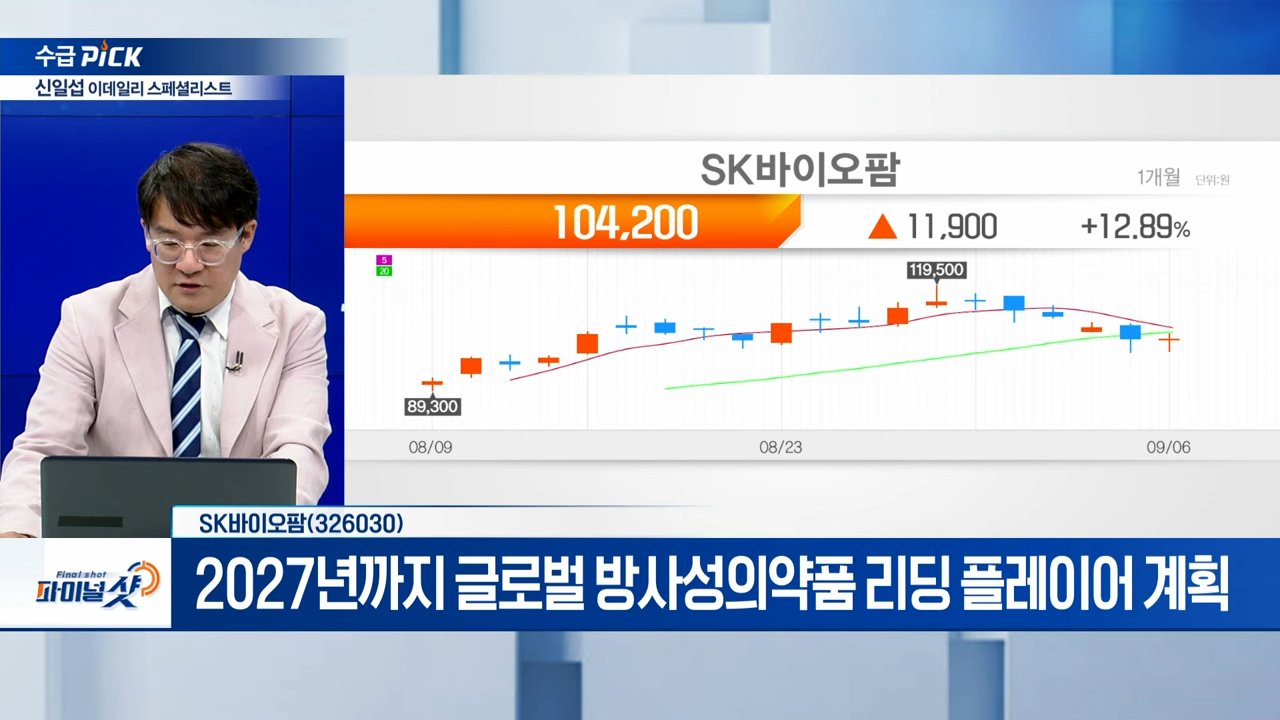 수급 PiCK
신일섭 이데일리 스페셜리스트
SK바이오팜
1개월 단위:원
104,200 ▲ 11,900 +12.89%
5
20
119,500
89,300
08/09 08/23 09/06
SK바이오팜(326030)
Final shot
파이널샷
2027년까지 글로벌 방사성의약품 리딩 플레이어 계획